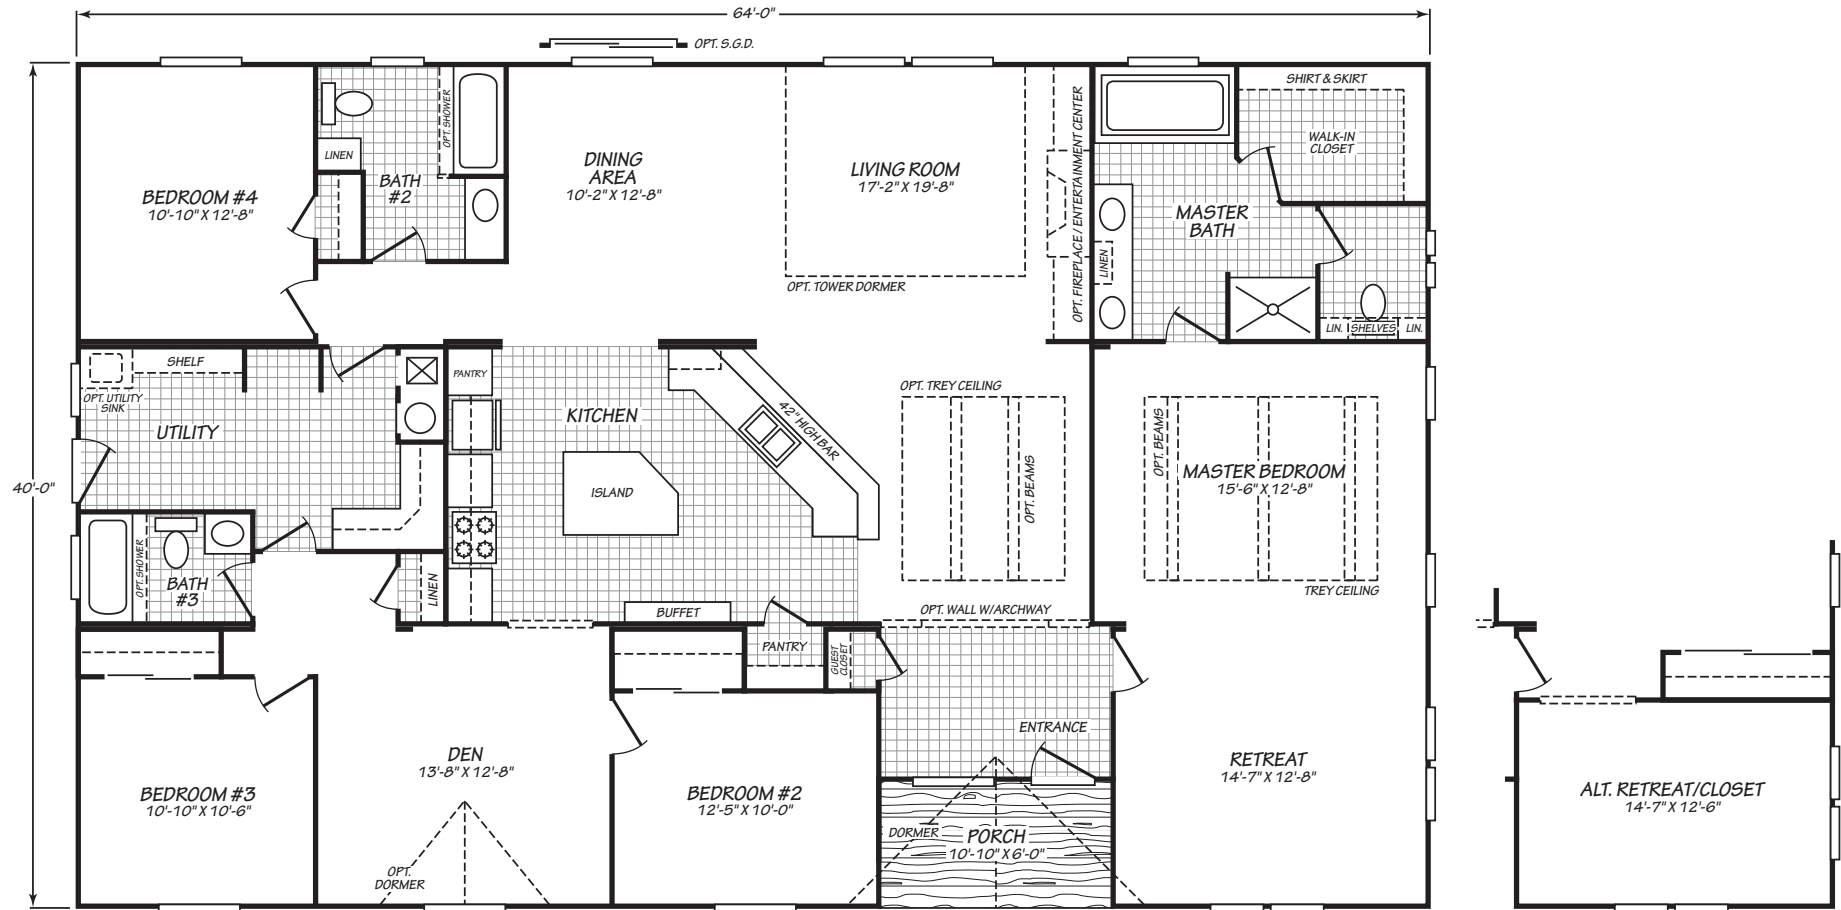 64'-0"
OPT. S.G.D.
40'-0"
BEDROOM #4
10'-10" X 12'-8"
LINEN
OPT. SHOWER
BATH
#2
DINING
AREA
10'-2" X 12'-8"
LIVING ROOM
17'-2" X 19'-8"
OPT. TOWER DORMER
OPT. FIREPLACE / ENTERTAINMENT CENTER
SHIRT & SKIRT
WALK-IN
CLOSET
MASTER
BATH
LINEN
LIN.
SHELVES
LIN.
SHELF
OPT. UTILITY
SINK
UTILITY
PANTRY
KITCHEN
42" HIGH BAR
ISLAND
OPT. TREY CEILING
OPT. BEAMS
OPT. BEAMS
MASTER BEDROOM
15'-6" X 12'-8"
TREY CEILING
OPT. SHOWER
BATH
#3
LINEN
BUFFET
OPT. WALL W/ARCHWAY
PANTRY
GUEST
CLOSET
ENTRANCE
BEDROOM #3
10'-10" X 10'-6"
DEN
13'-8" X 12'-8"
OPT.
DORMER
BEDROOM #2
12'-5" X 10'-0"
DORMER
PORCH
10'-10" X 6'-0"
RETREAT
14'-7" X 12'-8"
ALT. RETREAT/CLOSET
14'-7" X 12'-6"